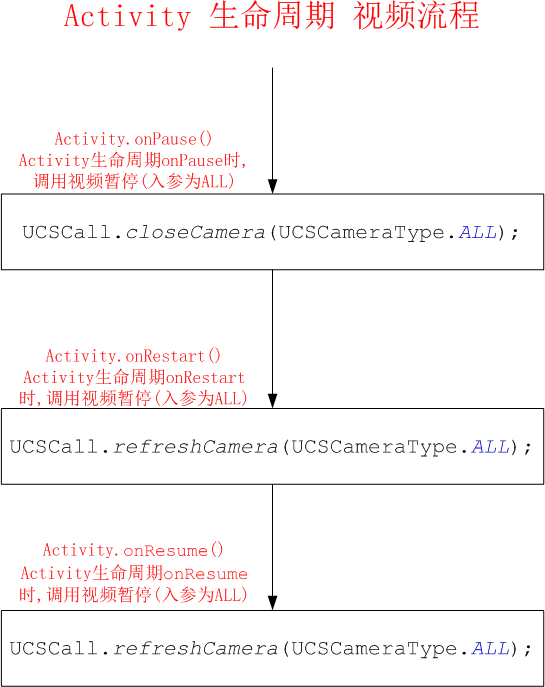 Activity 生命周期 视频流程
Activity.onPause()
Activity生命周期onPause时,
调用视频暂停(入参为ALL)
UCSCall.closeCamera(UCSCameraType.ALL);
Activity.onRestart()
Activity生命周期onRestart
时,调用视频暂停(入参为ALL)
UCSCall.refreshCamera(UCSCameraType.ALL);
Activity.onResume()
Activity生命周期onResume
时,调用视频暂停(入参为ALL)
UCSCall.refreshCamera(UCSCameraType.ALL);